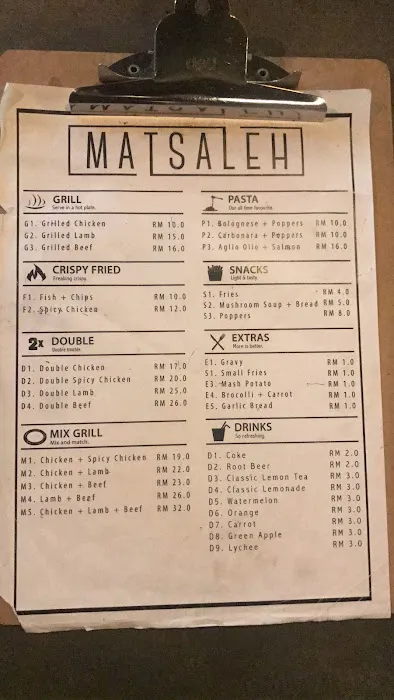 MATSALEH
GRILL
Serve in a hot plate.
G1. Grilled Chicken RM 10.0
G2. Grilled Lamb RM 15.0
G3. Grilled Beef RM 16.0
CRISPY FRIED
Freaking crispy.
F1. Fish + Chips RM 10.0
F2. Spicy Chicken RM 12.0
2x DOUBLE
Double trouble.
D1. Double Chicken RM 17.0
D2. Double Spicy Chicken RM 20.0
D3. Double Lamb RM 25.0
D4. Double Beef RM 26.0
MIX GRILL
Mix and match.
M1. Chicken + Spicy Chicken RM 19.0
M2. Chicken + Lamb RM 22.0
M3. Chicken + Beef RM 23.0
M4. Lamb + Beef RM 26.0
M5. Chicken + Lamb + Beef RM 32.0
PASTA
Our all time favourite.
P1. Bolognese + Poppers RM 10.0
P2. Carbonara + Poppers RM 10.0
P3. Aglio Olio + Salmon RM 16.0
SNACKS
Light & tasty.
S1. Fries RM 4.0
S2. Mushroom Soup + Bread RM 5.0
S3. Poppers RM 8.0
EXTRAS
More is better.
E1. Gravy RM 1.0
S1. Small Fries RM 1.0
E3. Mash Potato RM 1.0
E4. Brocolli + Carrot RM 1.0
E5. Garlic Bread RM 1.0
DRINKS
So refreshing.
D1. Coke RM 2.0
D2. Root Beer RM 2.0
D3. Classic Lemon Tea RM 3.0
D4. Classic Lemonade RM 3.0
D5. Watermelon RM 3.0
D6. Orange RM 3.0
D7. Carrot RM 3.0
D8. Green Apple RM 3.0
D9. Lychee RM 3.0